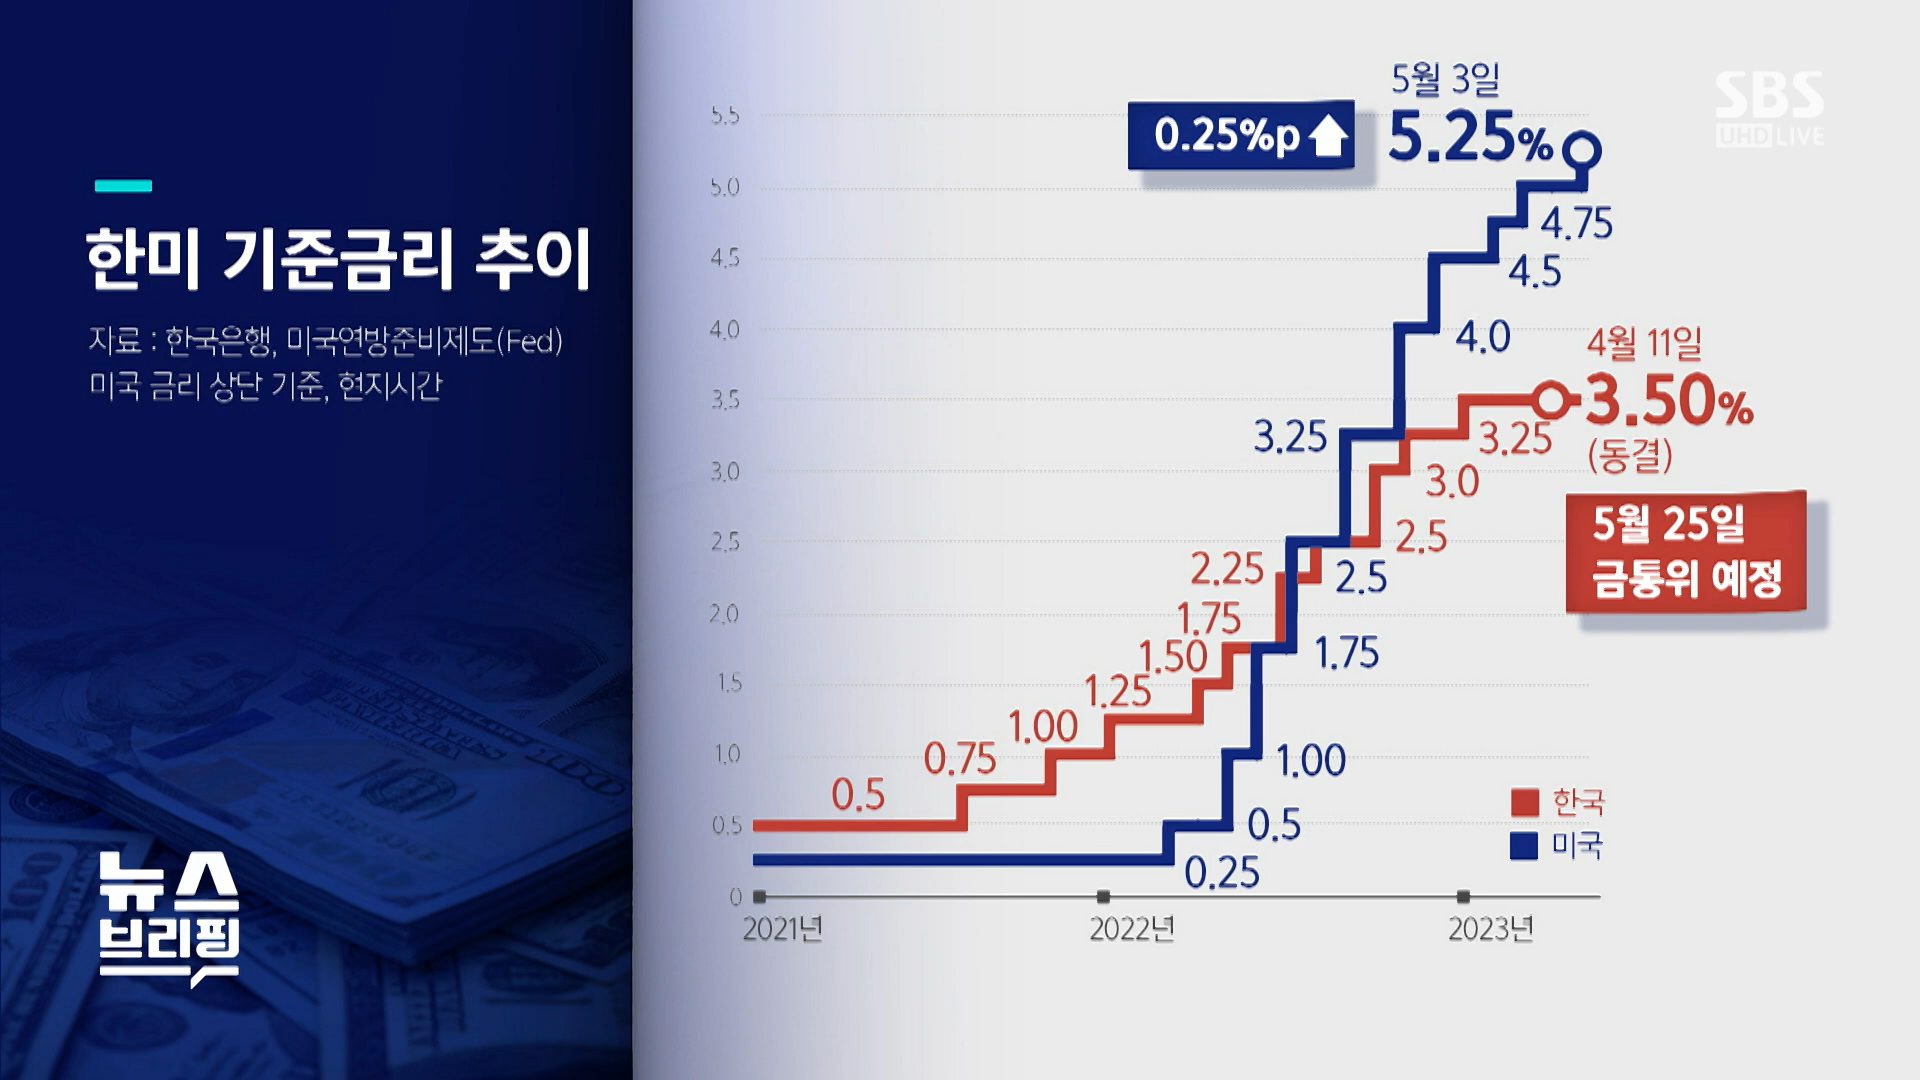 한미 기준금리 추이
자료 : 한국은행, 미국연방준비제도(Fed)
미국 금리 상단 기준, 현지시간
뉴스
브리핑
SBS
UHD LIVE
5월 3일
0.25%p
5.25%
5.5
5.0
4.5
4.0
3.5
3.0
2.5
2.0
1.5
1.0
0.5
0
4.75
4.5
4.0
3.25
2.5
1.75
1.00
0.5
0.25
4월 11일
3.50%
(동결)
3.25
3.0
2.5
2.25
1.75
1.50
1.25
1.00
0.75
0.5
5월 25일
금통위 예정
한국
미국
2021년
2022년
2023년